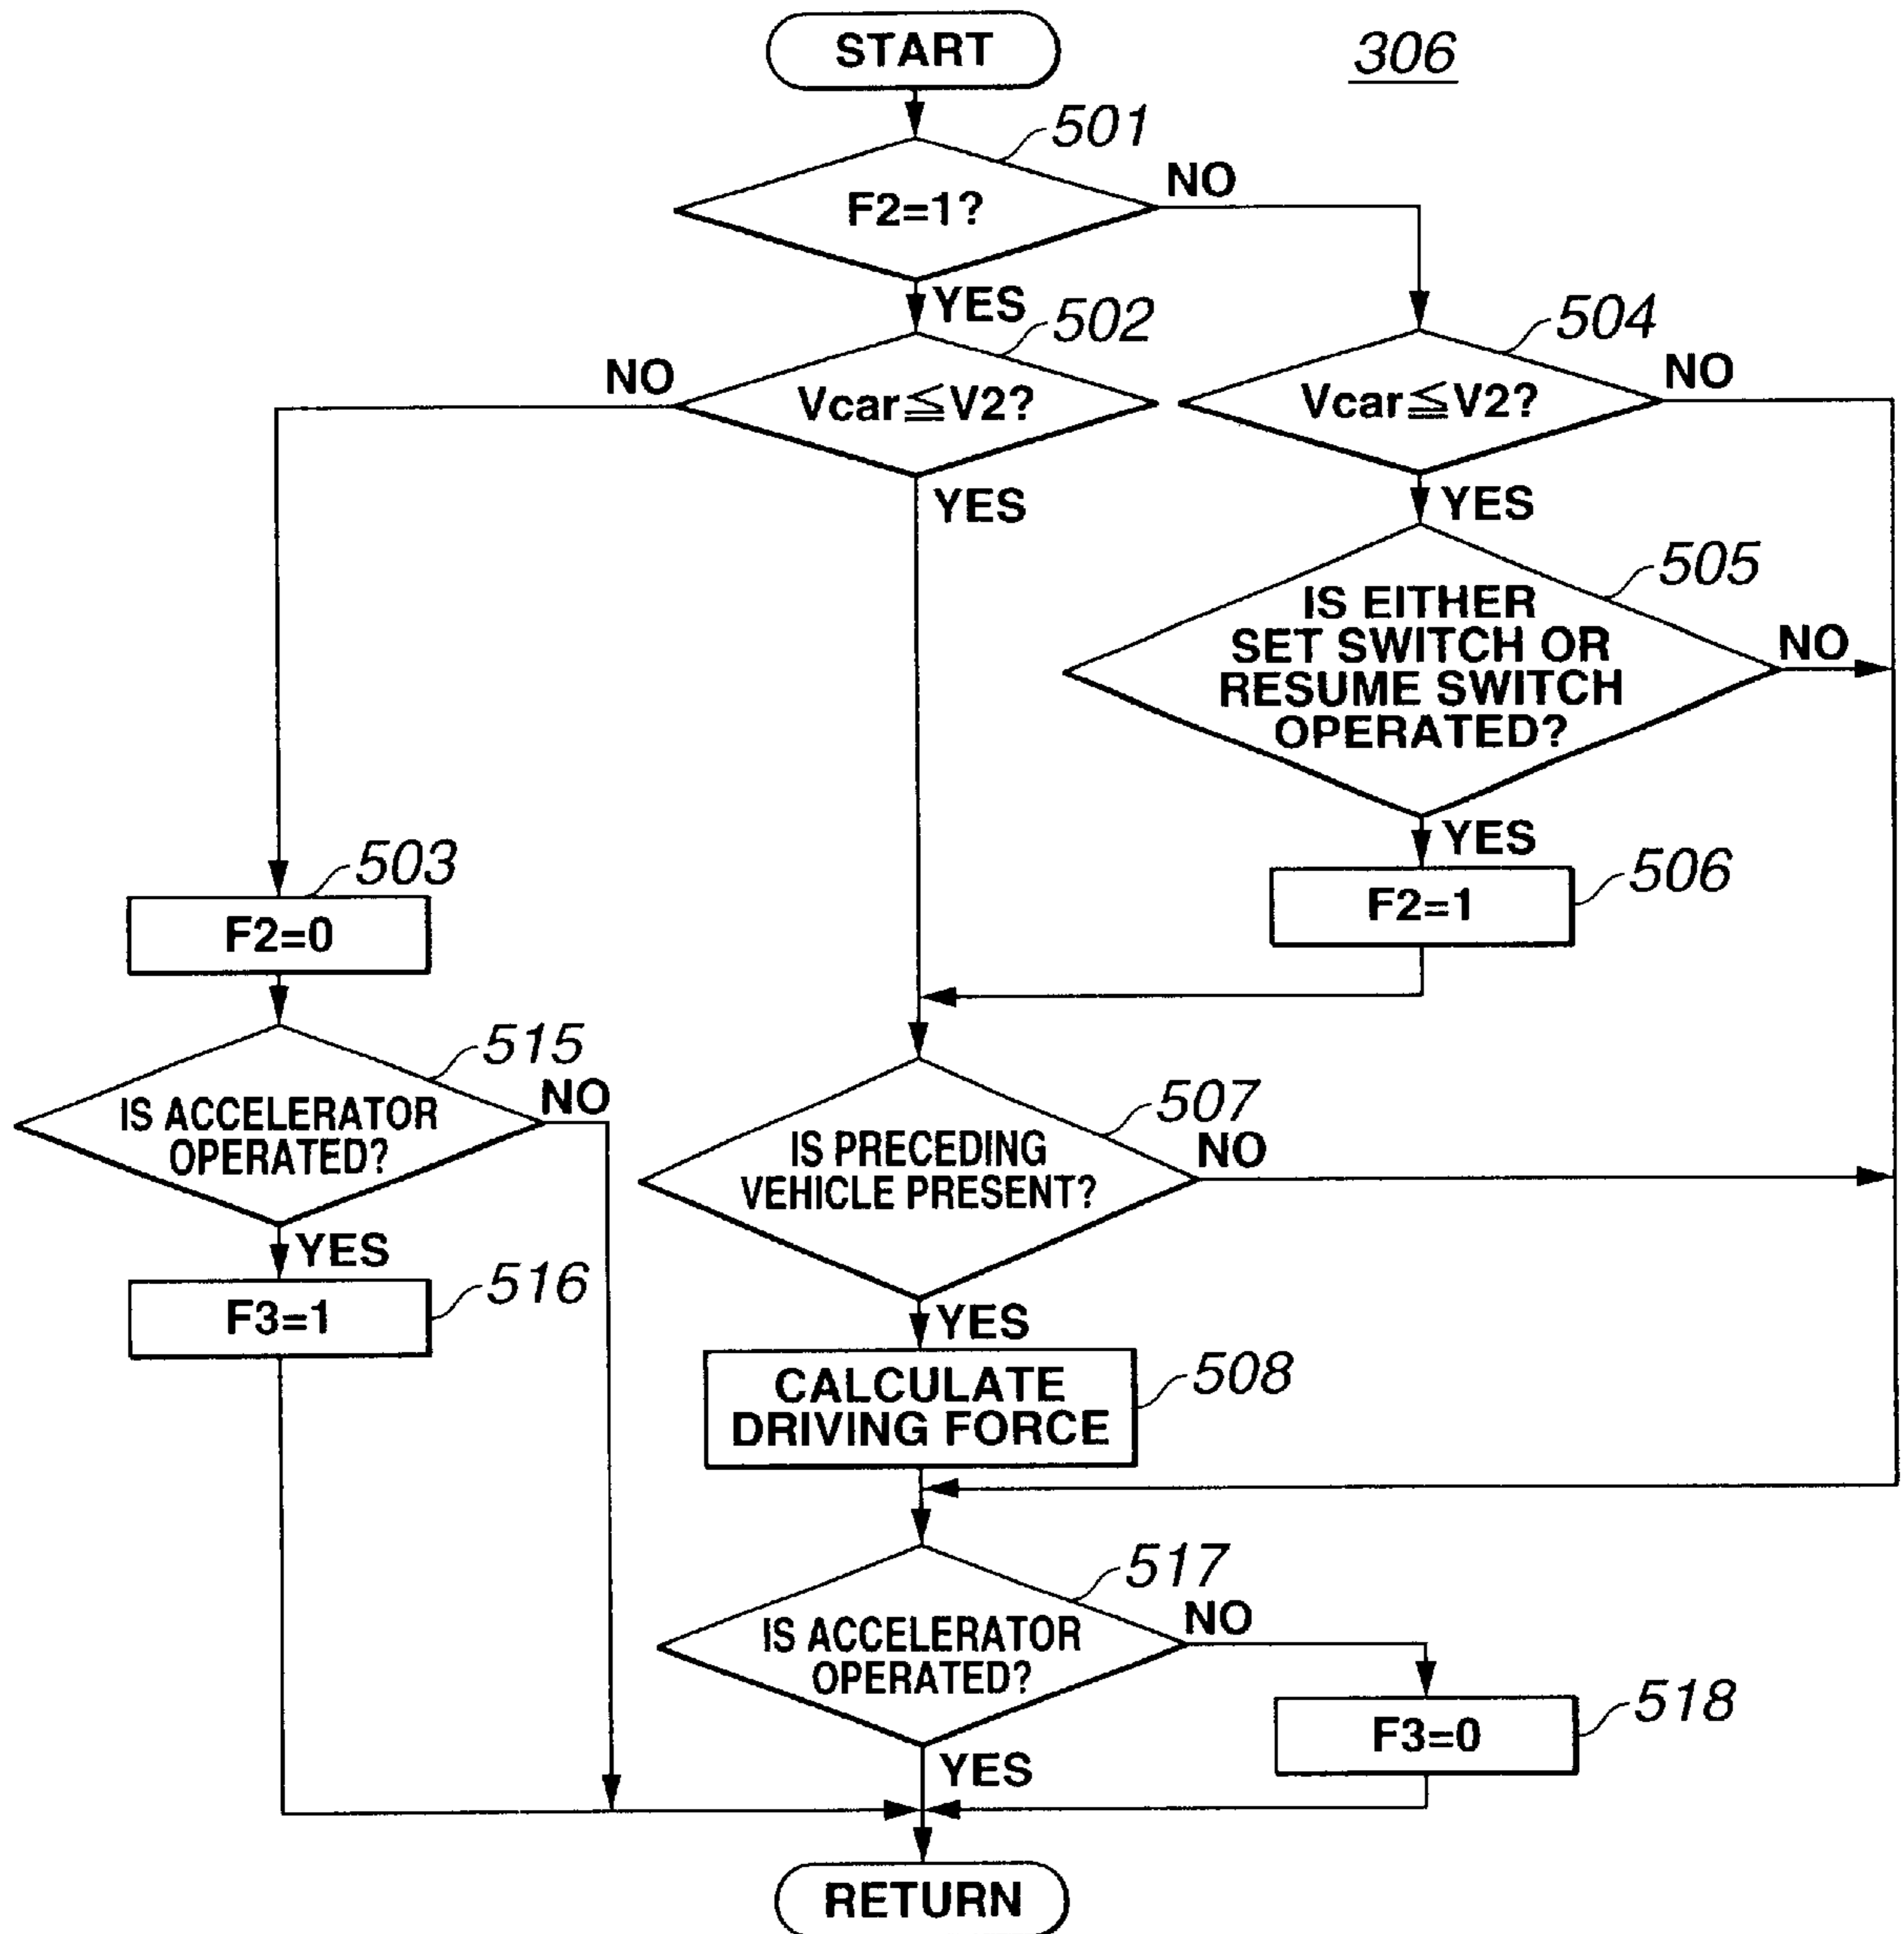 START
306
501
F2=1?
NO
YES
502
Vcar≦V2?
NO
YES
504
Vcar≦V2?
NO
YES
505
IS EITHER
SET SWITCH OR
RESUME SWITCH
OPERATED?
NO
YES
506
F2=1
503
F2=0
515
IS ACCELERATOR
OPERATED?
NO
YES
516
F3=1
507
IS PRECEDING
VEHICLE PRESENT?
NO
YES
508
CALCULATE
DRIVING FORCE
517
IS ACCELERATOR
OPERATED?
NO
YES
518
F3=0
RETURN